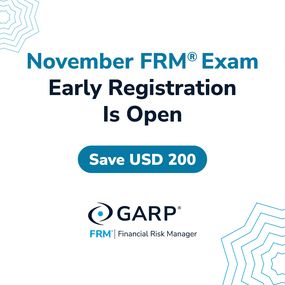 November FRM® Exam
Early Registration
Is Open
Save USD 200
GARP®
FRM® | Financial Risk Manager